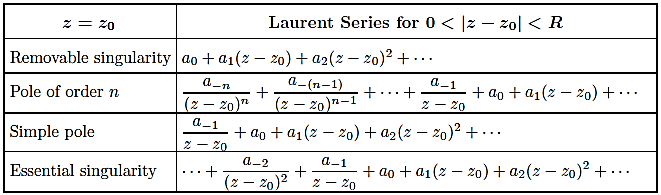 z = z₀ Laurent Series for 0 < |z − z₀| < R
Removable singularity a₀ + a₁(z − z₀) + a₂(z − z₀)² + ⋯
Pole of order n a₋ₙ/(z − z₀)ⁿ + a₋₍ₙ₋₁₎/(z − z₀)ⁿ⁻¹ + ⋯ + a₋₁/(z − z₀) + a₀ + a₁(z − z₀) + ⋯
Simple pole a₋₁/(z − z₀) + a₀ + a₁(z − z₀) + a₂(z − z₀)² + ⋯
Essential singularity ⋯ + a₋₂/(z − z₀)² + a₋₁/(z − z₀) + a₀ + a₁(z − z₀) + a₂(z − z₀)² + ⋯